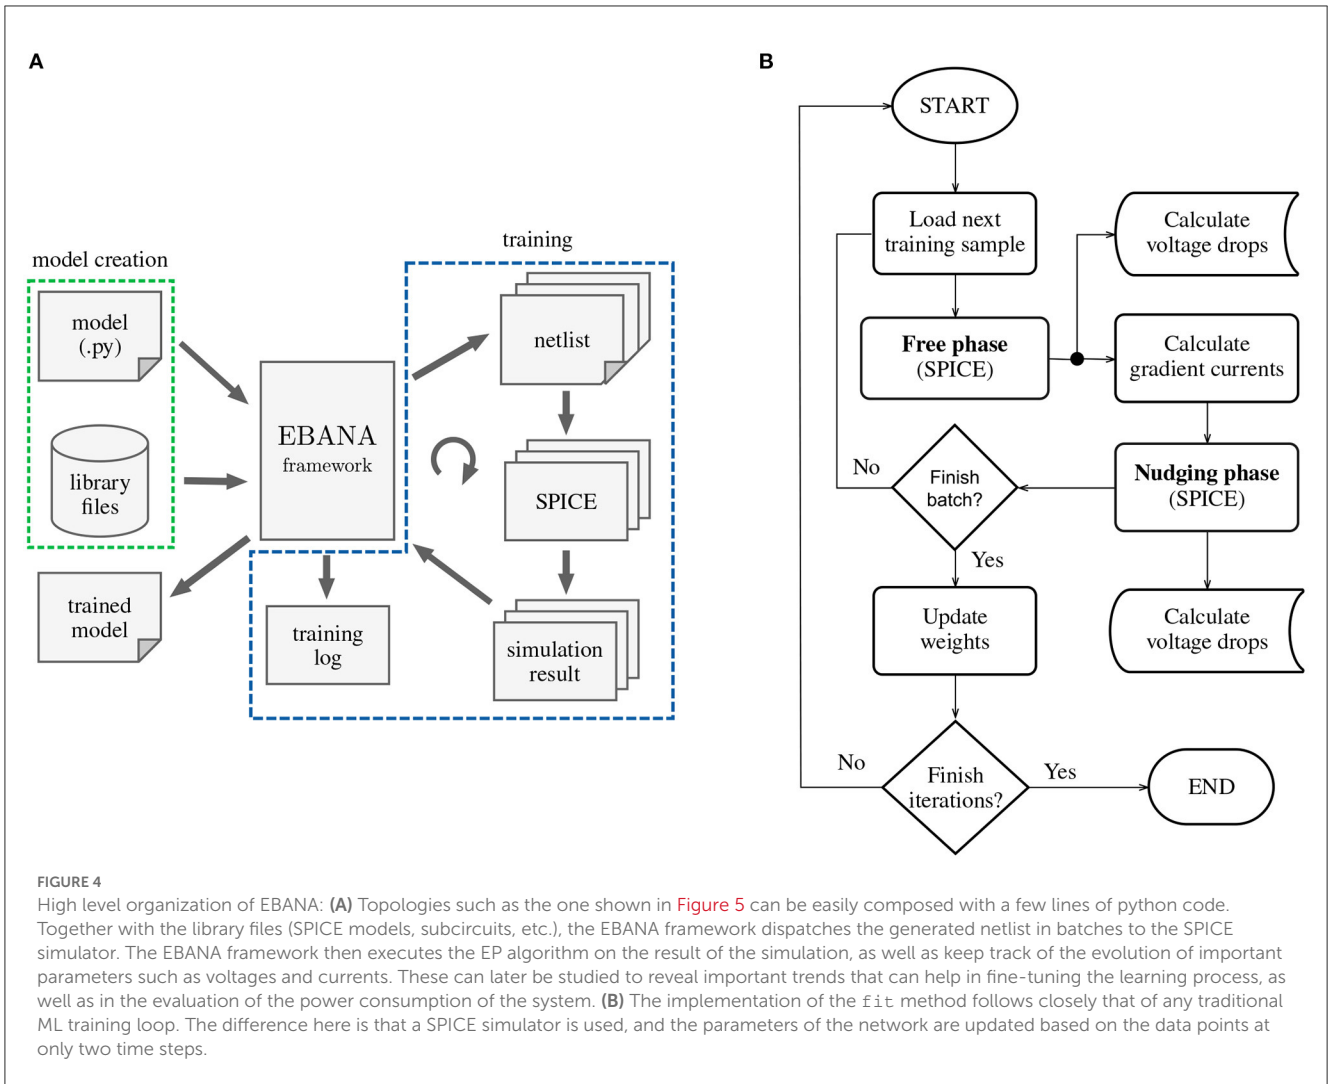 A
model creation
model
(.py)
library
files
trained
model
EBANA
framework
training
netlist
SPICE
simulation
result
training
log
B
START
Load next
training sample
Free phase
(SPICE)
Calculate
voltage drops
Calculate
gradient currents
Nudging phase
(SPICE)
Calculate
voltage drops
Finish
batch?
No
Yes
Update
weights
Finish
iterations?
No
Yes
END
FIGURE 4
High level organization of EBANA: (A) Topologies such as the one shown in Figure 5 can be easily composed with a few lines of python code.
Together with the library files (SPICE models, subcircuits, etc.), the EBANA framework dispatches the generated netlist in batches to the SPICE
simulator. The EBANA framework then executes the EP algorithm on the result of the simulation, as well as keep track of the evolution of important
parameters such as voltages and currents. These can later be studied to reveal important trends that can help in fine-tuning the learning process, as
well as in the evaluation of the power consumption of the system. (B) The implementation of the fit method follows closely that of any traditional
ML training loop. The difference here is that a SPICE simulator is used, and the parameters of the network are updated based on the data points at
only two time steps.